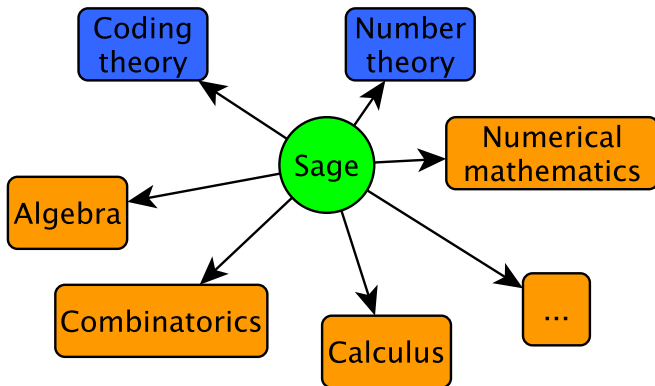 Coding
theory
Number
theory
Numerical
mathematics
Sage
Algebra
Combinatorics
...
Calculus